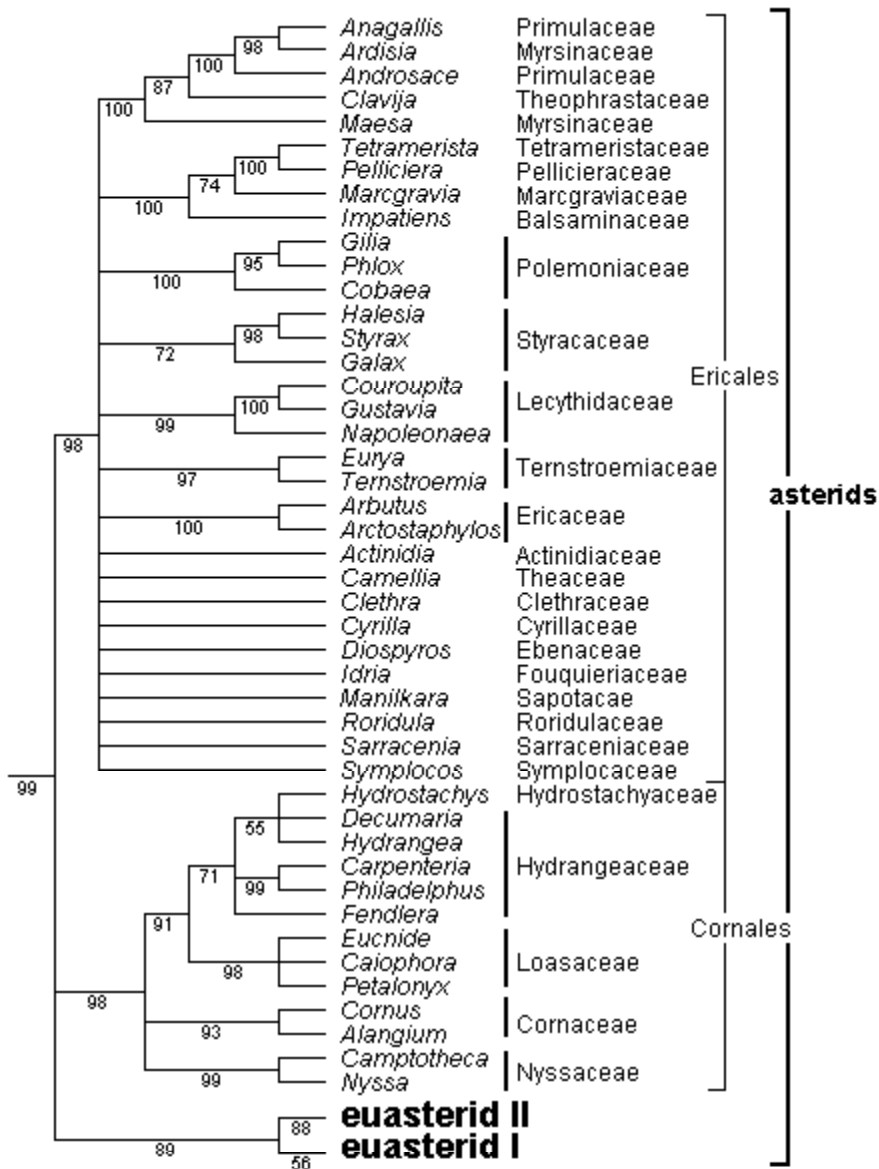 Anagallis Primulaceae
98
Ardisia Myrsinaceae
100
Androsace Primulaceae
87
Clavija Theophrastaceae
100
Maesa Myrsinaceae
Tetramerista Tetrameristaceae
100
Pelliciera Pellicieraceae
74
Marcgravia Marcgraviaceae
100
Impatiens Balsaminaceae
Gilia
95
Phlox Polemoniaceae
100
Cobaea
Halesia
98
Styrax Styracaceae
72
Galax
Ericales
Couroupita
100
Gustavia Lecythidaceae
99
Napoleonaea
98
Eurya
Ternstroemiaceae
97
Ternstroemia
asterids
Arbutus
Ericaceae
100
Arctostaphylos
Actinidia Actinidiaceae
Camellia Theaceae
Clethra Clethraceae
Cyrilla Cyrillaceae
Diospyros Ebenaceae
Idria Fouquieriaceae
Manilkara Sapotacae
Roridula Roridulaceae
Sarracenia Sarraceniaceae
Symplocos Symplocaceae
99
Hydrostachys Hydrostachyaceae
Decumaria
55
Hydrangea
Carpenteria Hydrangeaceae
71
99
Philadelphus
Fendlera
91
Cornales
Eucnide
98
Caiophora Loasaceae
Petalonyx
98
Cornus
Cornaceae
93
Alangium
Camptotheca
Nyssaceae
99
Nyssa
euasterid II
88
euasterid I
89
56